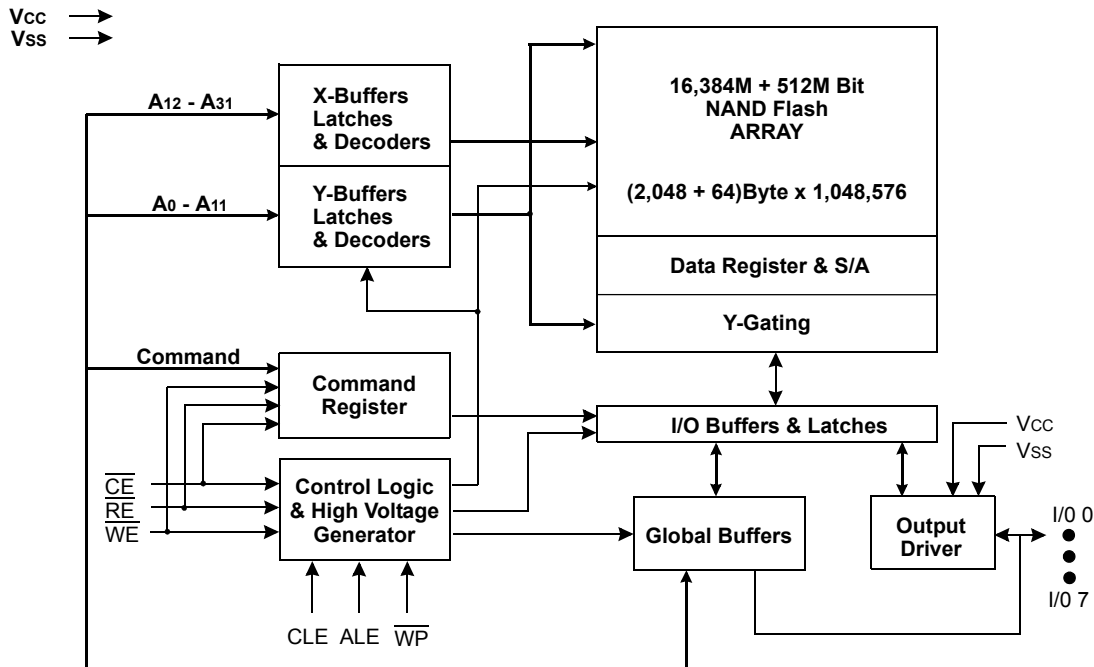 VCC
VSS
A12 - A31
X-Buffers
Latches
& Decoders
A0 - A11
Y-Buffers
Latches
& Decoders
16,384M + 512M Bit
NAND Flash
ARRAY
(2,048 + 64)Byte x 1,048,576
Data Register & S/A
Y-Gating
Command
Command
Register
I/O Buffers & Latches
VCC
VSS
CE
RE
WE
Control Logic
& High Voltage
Generator
Global Buffers
Output
Driver
I/0 0
I/0 7
CLE ALE WP